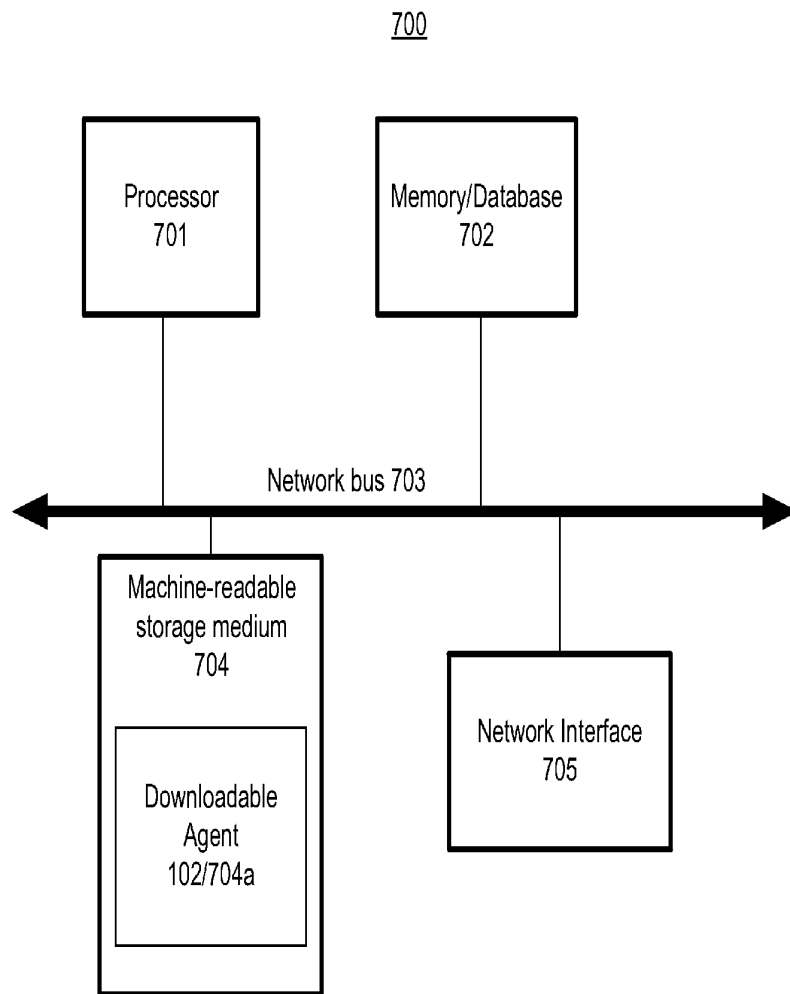 700
Processor
701
Memory/Database
702
Network bus 703
Machine-readable
storage medium
704
Downloadable
Agent
102/704a
Network Interface
705